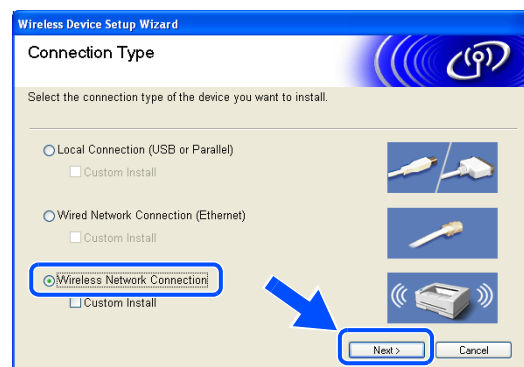 Wireless Device Setup Wizard
Connection Type
Select the connection type of the device you want to install.
Local Connection (USB or Parallel)
Custom Install
Wired Network Connection (Ethernet)
Custom Install
Wireless Network Connection
Custom Install
Next >
Cancel